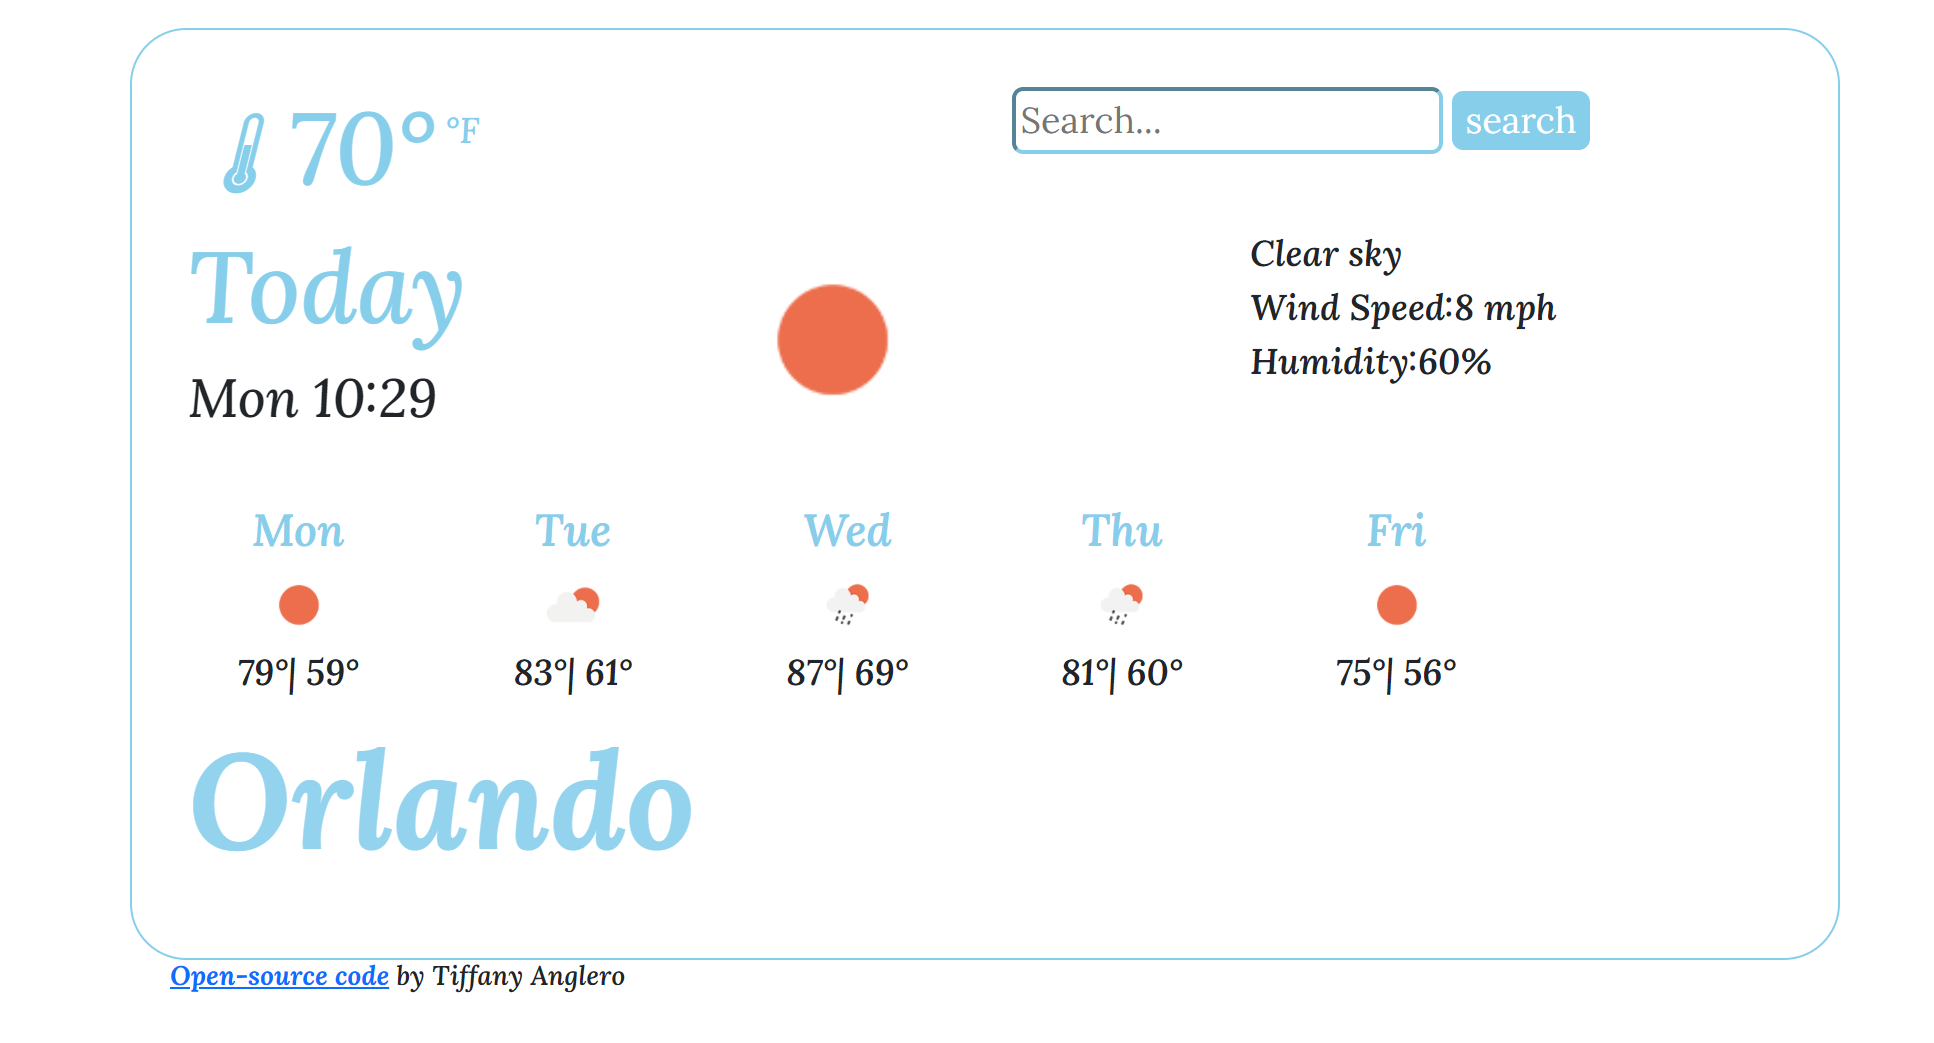 70° °F
Search...
search
Today
Mon 10:29
Clear sky
Wind Speed:8 mph
Humidity:60%
Mon
Tue
Wed
Thu
Fri
79°| 59°
83°| 61°
87°| 69°
81°| 60°
75°| 56°
Orlando
Open-source code by Tiffany Anglero